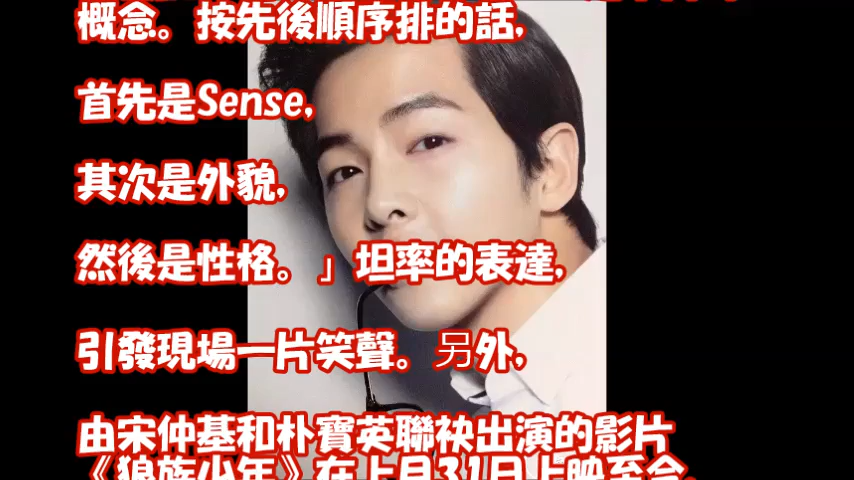 概念。按先後順序排的話,
首先是Sense,
其次是外貌,
然後是性格。」坦率的表達,
引發現場一片笑聲。另外,
由宋仲基和朴寶英聯袂出演的影片
《狼族少年》在上月31日上映至今,